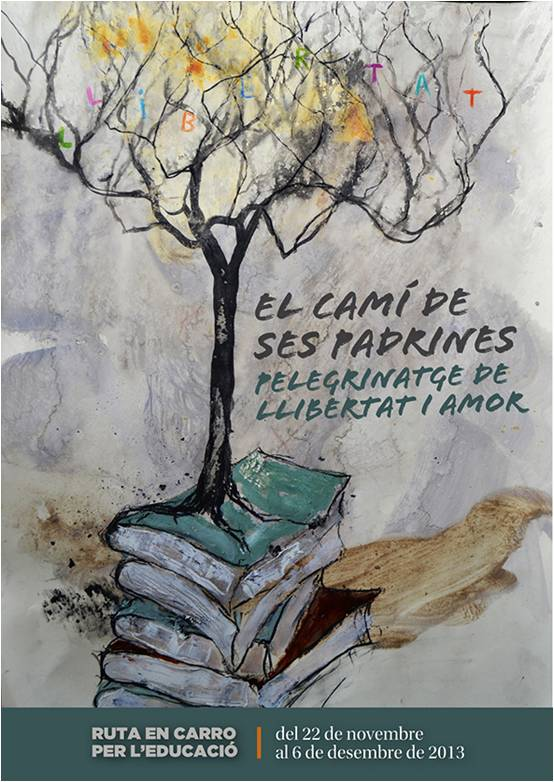 LLIBERTAT
EL CAMÍ DE
SES PADRINES
PELEGRINATGE DE
LLIBERTAT I AMOR
RUTA EN CARRO
PER L'EDUCACIÓ
del 22 de novembre
al 6 de desembre de 2013